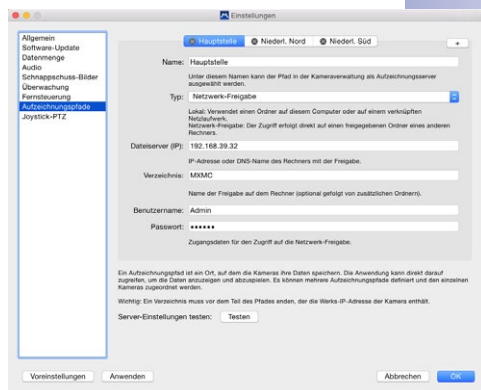 Einstellungen
Allgemein
Software-Update
Datenmenge
Audio
Schnappschuss-Bilder
Überwachung
Fernsteuerung
Aufzeichnungspfade
Joystick-PTZ
Hauptstelle
Niederl. Nord
Niederl. Süd
+
Name: Hauptstelle
Unter diesem Namen kann der Pfad in der Kameraverwaltung als Aufzeichnungsserver
ausgewählt werden.
Typ: Netzwerk-Freigabe
Lokal: Verwendet einen Ordner auf diesem Computer oder auf einem verknüpften
Netzlaufwerk.
Netzwerk-Freigabe: Der Zugriff erfolgt direkt auf einen freigegebenen Ordner eines anderen
Rechners.
Dateiserver (IP): 192.168.39.32
IP-Adresse oder DNS-Name des Rechners mit der Freigabe.
Verzeichnis: MXMC
Name der Freigabe auf dem Rechner (optional gefolgt von zusätzlichen Ordnern).
Benutzername: Admin
Passwort: ••••••
Zugangsdaten für den Zugriff auf die Netzwerk-Freigabe.
Ein Aufzeichnungspfad ist ein Ort, auf dem die Kameras ihre Daten speichern. Die Anwendung kann direkt darauf
zugreifen, um die Daten anzuzeigen und abzuspielen. Es können mehrere Aufzeichnungspfade definiert und den einzelnen
Kameras zugeordnet werden.
Wichtig: Ein Verzeichnis muss vor dem Teil des Pfades enden, der die Werks-IP-Adresse der Kamera enthält.
Server-Einstellungen testen: Testen
Voreinstellungen
Anwenden
Abbrechen
OK